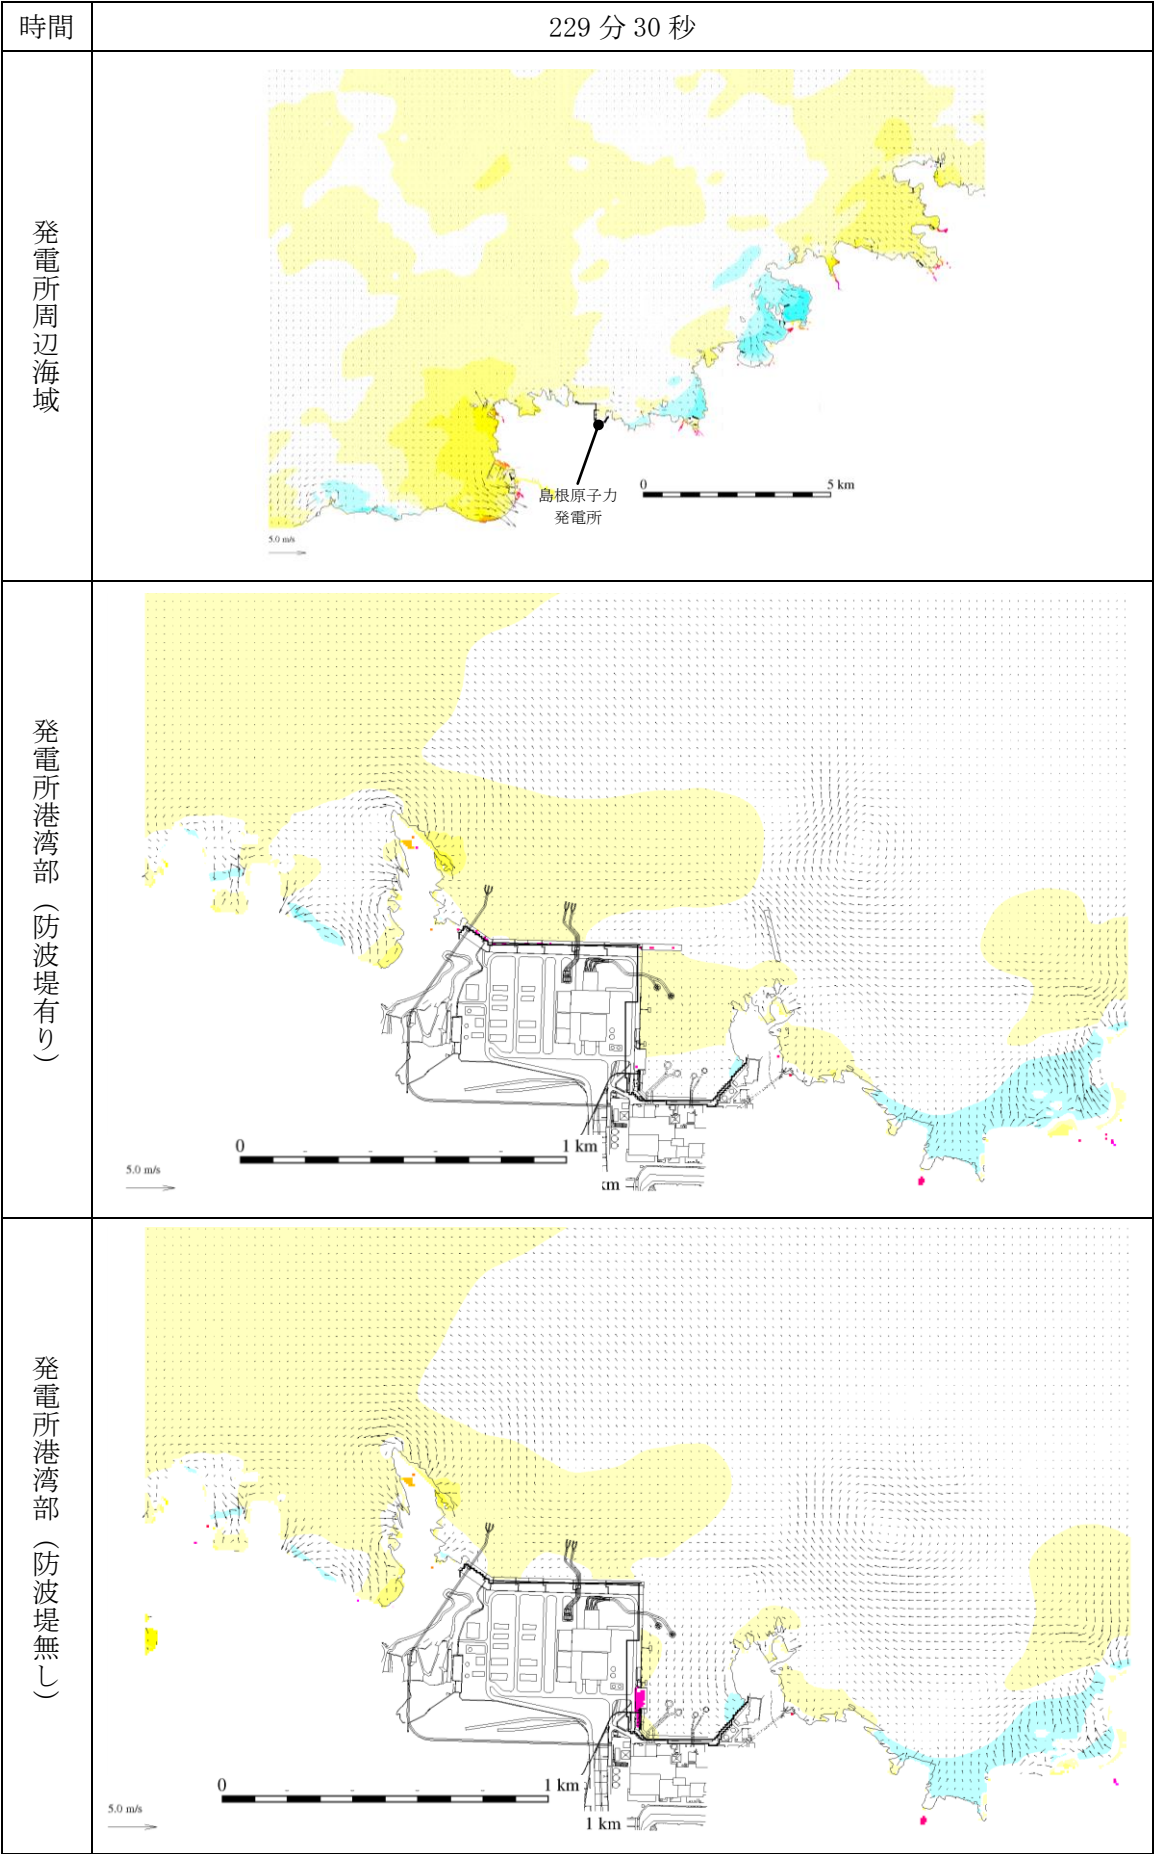 時間
229 分 30 秒
発電所周辺海域
島根原子力
発電所
0 5 km
5.0 m/s
発電所港湾部（防波堤有り）
0 1 km
5.0 m/s
km
発電所港湾部（防波堤無し）
0 1 km
5.0 m/s
1 km